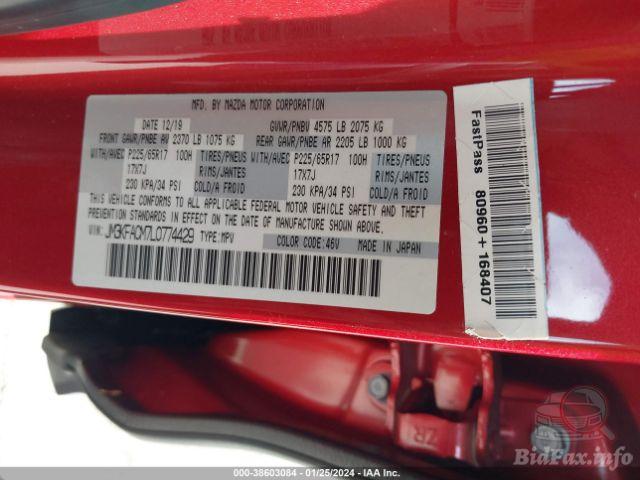 MFD. BY MAZDA MOTOR CORPORATION
DATE 12/19
GVWR/PNBV 4575 LB 2075 KG
FRONT GAWR/PNBE AV 2370 LB 1075 KG
REAR GAWR/PNBE AR 2205 LB 1000 KG
WITH/AVEC P225/65R17 100H TIRES/PNEUS WITH/AVEC P225/65R17 100H TIRES/PNEUS
17X7J RIMS/JANTES 17X7J RIMS/JANTES
230 KPA/34 PSI COLD/A FROID 230 KPA/34 PSI COLD/A FROID
THIS VEHICLE CONFORMS TO ALL APPLICABLE FEDERAL MOTOR VEHICLE SAFETY AND THEFT
PREVENTION STANDARDS IN EFFECT ON THE DATE OF MANUFACTURE SHOWN ABOVE.
VIN: JM3KFACM7L0774429 TYPE: MPV
COLOR CODE: 46V MADE IN JAPAN
FastPass 80960 + 168407
ZR
000-38603084 - 01/25/2024 - IAA Inc.
BidFax.info